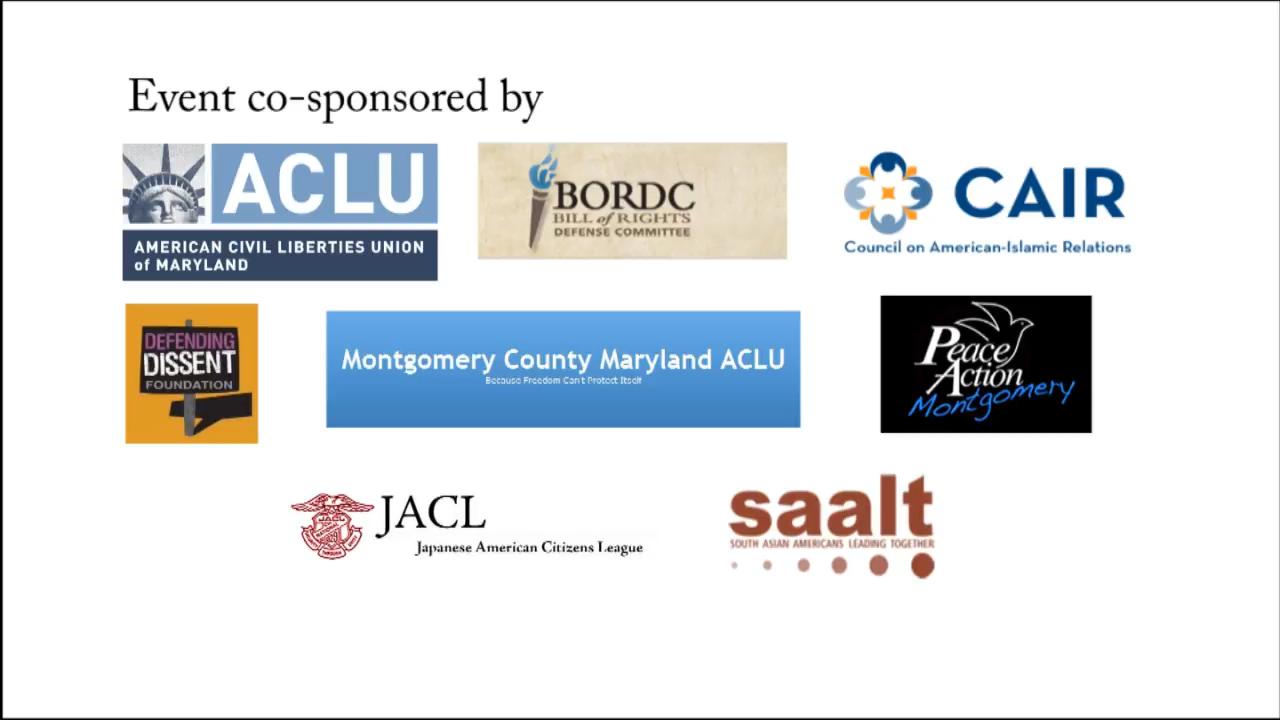 Event co-sponsored by
ACLU
AMERICAN CIVIL LIBERTIES UNION
of MARYLAND
BORDC
BILL of RIGHTS
DEFENSE COMMITTEE
CAIR
Council on American-Islamic Relations
DEFENDING
DISSENT
FOUNDATION
Montgomery County Maryland ACLU
Because Freedom Can't Protect Itself
Peace
Action
Montgomery
JACL
JACL
Japanese American Citizens League
saalt
SOUTH ASIAN AMERICANS LEADING TOGETHER